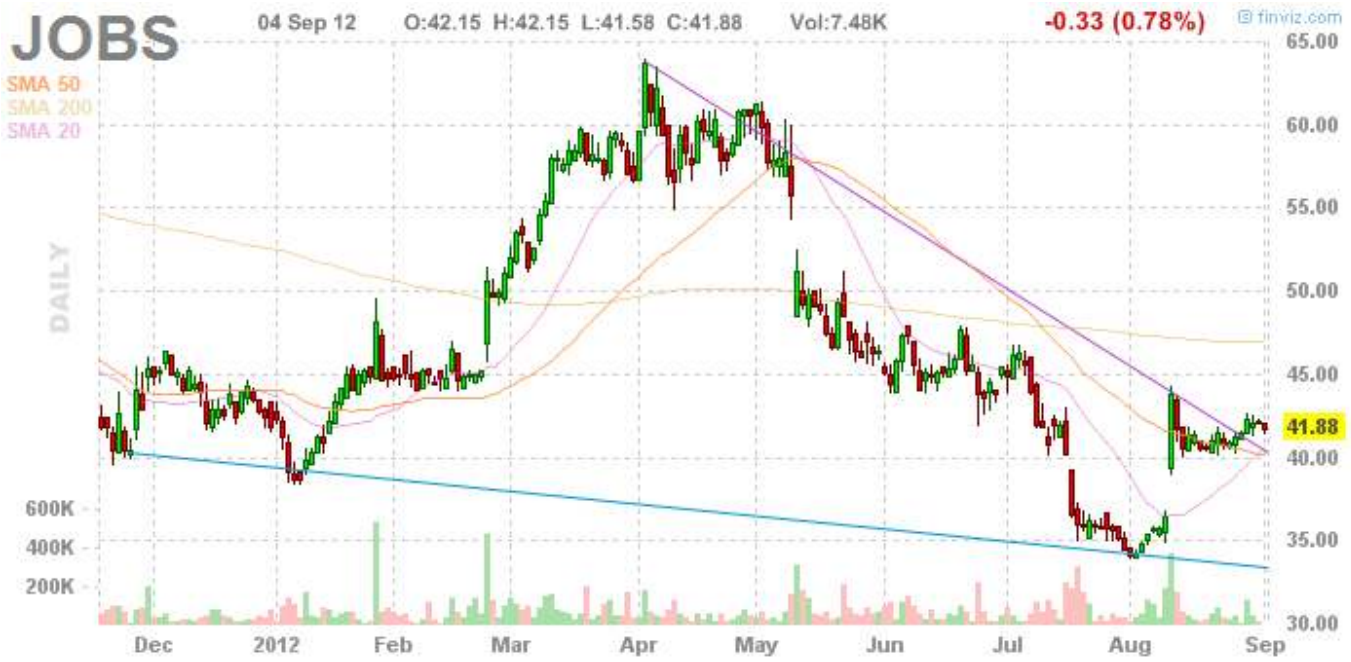 JOBS 04 Sep 12 O:42.15 H:42.15 L:41.58 C:41.88 Vol:7.48K -0.33 (0.78%) finviz.com
SMA 50
SMA 200
SMA 20
DAILY
65.00
60.00
55.00
50.00
45.00
41.88
40.00
35.00
30.00
600K
400K
200K
Dec 2012 Feb Mar Apr May Jun Jul Aug Sep